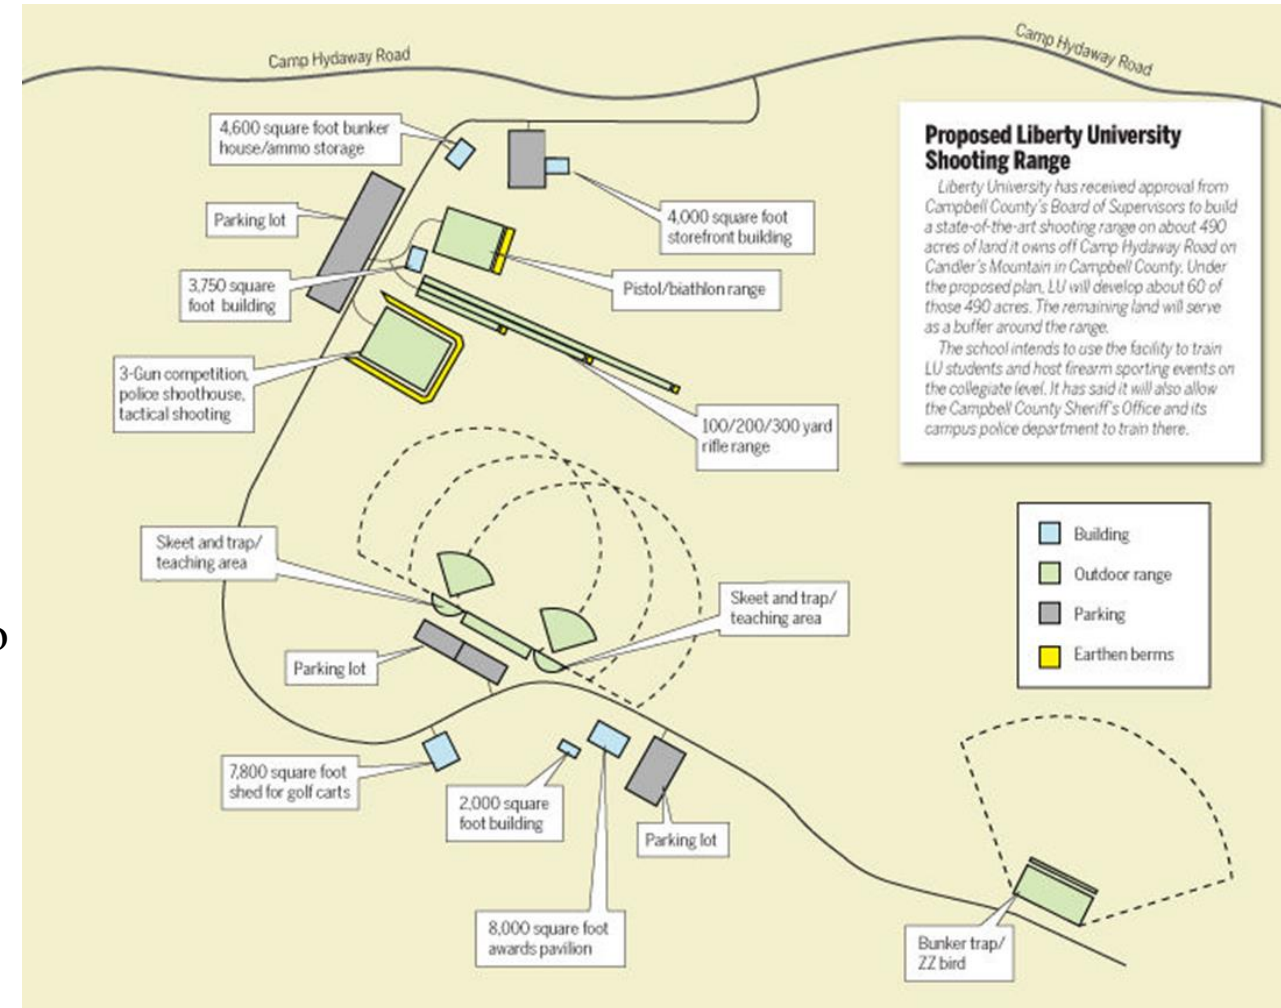 Camp Hydaway Road
Camp Hydaway Road
4,600 square foot bunker
house/ammo storage
Parking lot
3,750 square
foot building
3-Gun competition,
police shoothouse,
tactical shooting
4,000 square foot
storefront building
Pistol/biathlon range
100/200/300 yard
rifle range
Proposed Liberty University
Shooting Range
Liberty University has received approval from
Campbell County's Board of Supervisors to build
a state-of-the-art shooting range on about 490
acres of land it owns off Camp Hydaway Road on
Candler's Mountain in Campbell County. Under
the proposed plan, LU will develop about 60 of
those 490 acres. The remaining land will serve
as a buffer around the range.
The school intends to use the facility to train
LU students and host firearm sporting events on
the collegiate level. It has said it will also allow
the Campbell County Sheriff's Office and its
campus police department to train there.
Building
Outdoor range
Parking
Earthen berms
Skeet and trap/
teaching area
Skeet and trap/
teaching area
Parking lot
7,800 square foot
shed for golf carts
2,000 square
foot building
Parking lot
8,000 square foot
awards pavilion
Bunker trap/
ZZ bird